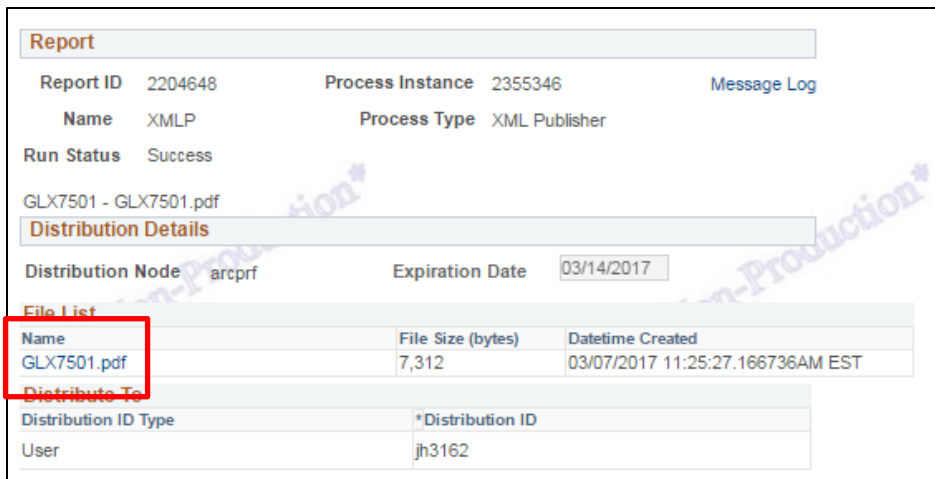 Report
Report ID 2204648 Process Instance 2355346 Message Log
Name XMLP Process Type XML Publisher
Run Status Success
GLX7501 - GLX7501.pdf
Distribution Details
Distribution Node arcprf Expiration Date 03/14/2017
File List
Name File Size (bytes) Datetime Created
GLX7501.pdf 7,312 03/07/2017 11:25:27.166736AM EST
Distribute To
Distribution ID Type *Distribution ID
User jh3162